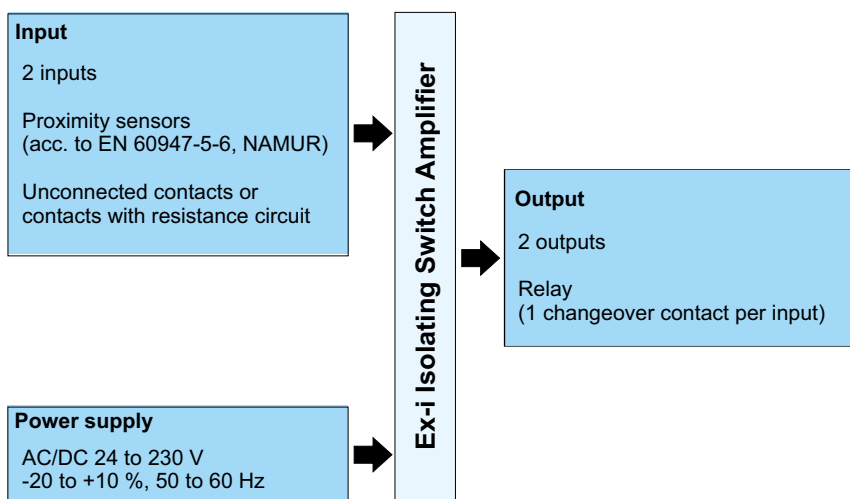 Input
2 inputs
Proximity sensors
(acc. to EN 60947-5-6, NAMUR)
Unconnected contacts or
contacts with resistance circuit
Ex-i Isolating Switch Amplifier
Output
2 outputs
Relay
(1 changeover contact per input)
Power supply
AC/DC 24 to 230 V
-20 to +10 %, 50 to 60 Hz